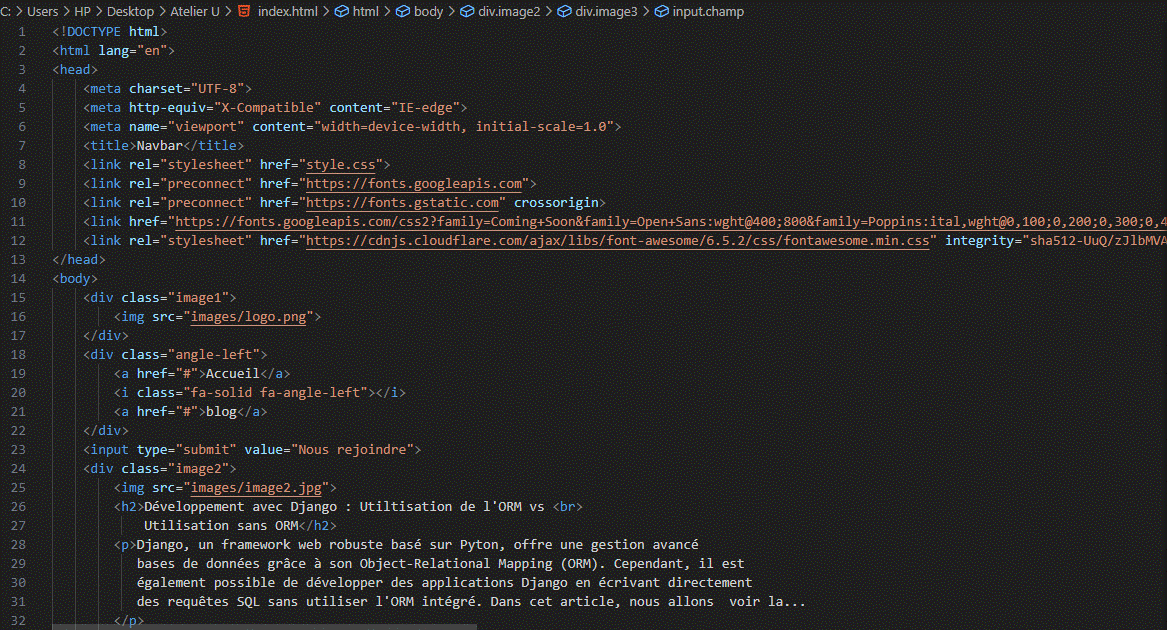 C: > Users > HP > Desktop > Atelier U > index.html > html > body > div.image2 > div.image3 > input.champ
1 <!DOCTYPE html>
2 <html lang="en">
3 <head>
4 <meta charset="UTF-8">
5 <meta http-equiv="X-Compatible" content="IE-edge">
6 <meta name="viewport" content="width=device-width, initial-scale=1.0">
7 <title>Navbar</title>
8 <link rel="stylesheet" href="style.css">
9 <link rel="preconnect" href="https://fonts.googleapis.com">
10 <link rel="preconnect" href="https://fonts.gstatic.com" crossorigin>
11 <link href="https://fonts.googleapis.com/css2?family=Coming+Soon&family=Open+Sans:wght@400;800&family=Poppins:ital,wght@0,100;0,200;0,300;0,4
12 <link rel="stylesheet" href="https://cdnjs.cloudflare.com/ajax/libs/font-awesome/6.5.2/css/fontawesome.min.css" integrity="sha512-UuQ/zJlbMVA
13 </head>
14 <body>
15 <div class="image1">
16 <img src="images/logo.png">
17 </div>
18 <div class="angle-left">
19 <a href="#">Accueil</a>
20 <i class="fa-solid fa-angle-left"></i>
21 <a href="#">blog</a>
22 </div>
23 <input type="submit" value="Nous rejoindre">
24 <div class="image2">
25 <img src="images/image2.jpg">
26 <h2>Développement avec Django : Utiltisation de l'ORM vs <br>
27 Utilisation sans ORM</h2>
28 <p>Django, un framework web robuste basé sur Pyton, offre une gestion avancé
29 bases de données grâce à son Object-Relational Mapping (ORM). Cependant, il est
30 également possible de développer des applications Django en écrivant directement
31 des requêtes SQL sans utiliser l'ORM intégré. Dans cet article, nous allons  voir la...
32 </p>